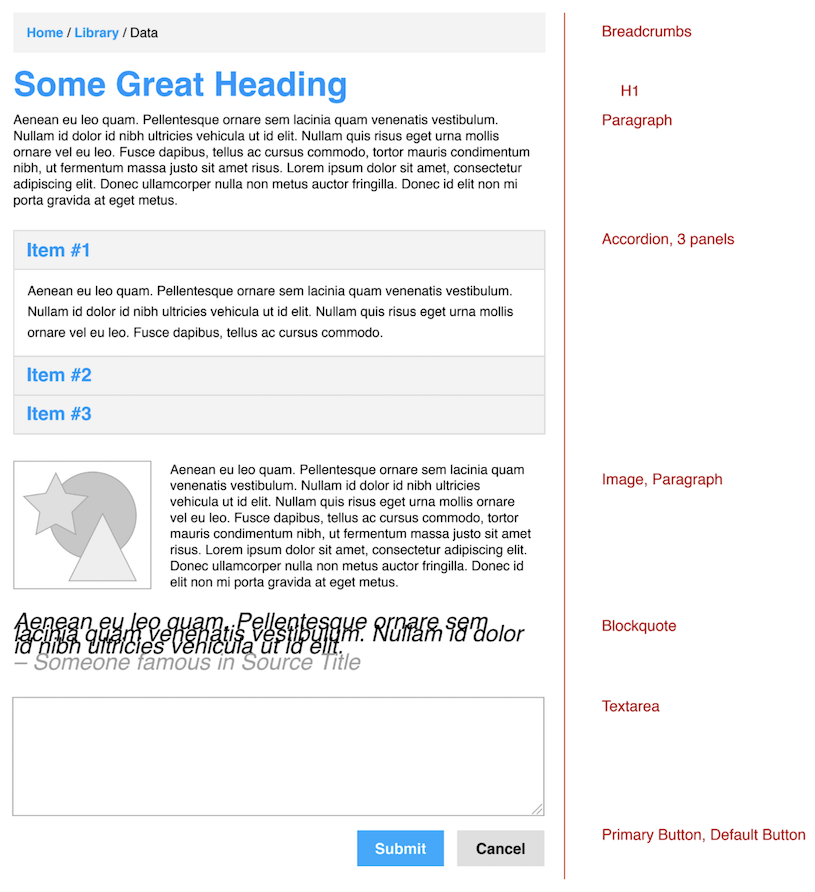 Home / Library / Data
Breadcrumbs
Some Great Heading
H1
Aenean eu leo quam. Pellentesque ornare sem lacinia quam venenatis vestibulum.
Paragraph
Nullam id dolor id nibh ultricies vehicula ut id elit. Nullam quis risus eget urna mollis
ornare vel eu leo. Fusce dapibus, tellus ac cursus commodo, tortor mauris condimentum
nibh, ut fermentum massa justo sit amet risus. Lorem ipsum dolor sit amet, consectetur
adipiscing elit. Donec ullamcorper nulla non metus auctor fringilla. Donec id elit non mi
porta gravida at eget metus.
Accordion, 3 panels
Item #1
Aenean eu leo quam. Pellentesque ornare sem lacinia quam venenatis vestibulum.
Nullam id dolor id nibh ultricies vehicula ut id elit. Nullam quis risus eget urna mollis
ornare vel eu leo. Fusce dapibus, tellus ac cursus commodo.
Item #2
Item #3
Image, Paragraph
Aenean eu leo quam. Pellentesque ornare sem lacinia quam
venenatis vestibulum. Nullam id dolor id nibh ultricies
vehicula ut id elit. Nullam quis risus eget urna mollis ornare
vel eu leo. Fusce dapibus, tellus ac cursus commodo, tortor
mauris condimentum nibh, ut fermentum massa justo sit amet
risus. Lorem ipsum dolor sit amet, consectetur adipiscing elit.
Donec ullamcorper nulla non metus auctor fringilla. Donec id
elit non mi porta gravida at eget metus.
Aenean eu leo quam. Pellentesque ornare sem
lacinia quam venenatis vestibulum. Nullam id dolor
id nibh ultricies vehicula ut id elit.
– Someone famous in Source Title
Blockquote
Textarea
Submit
Cancel
Primary Button, Default Button